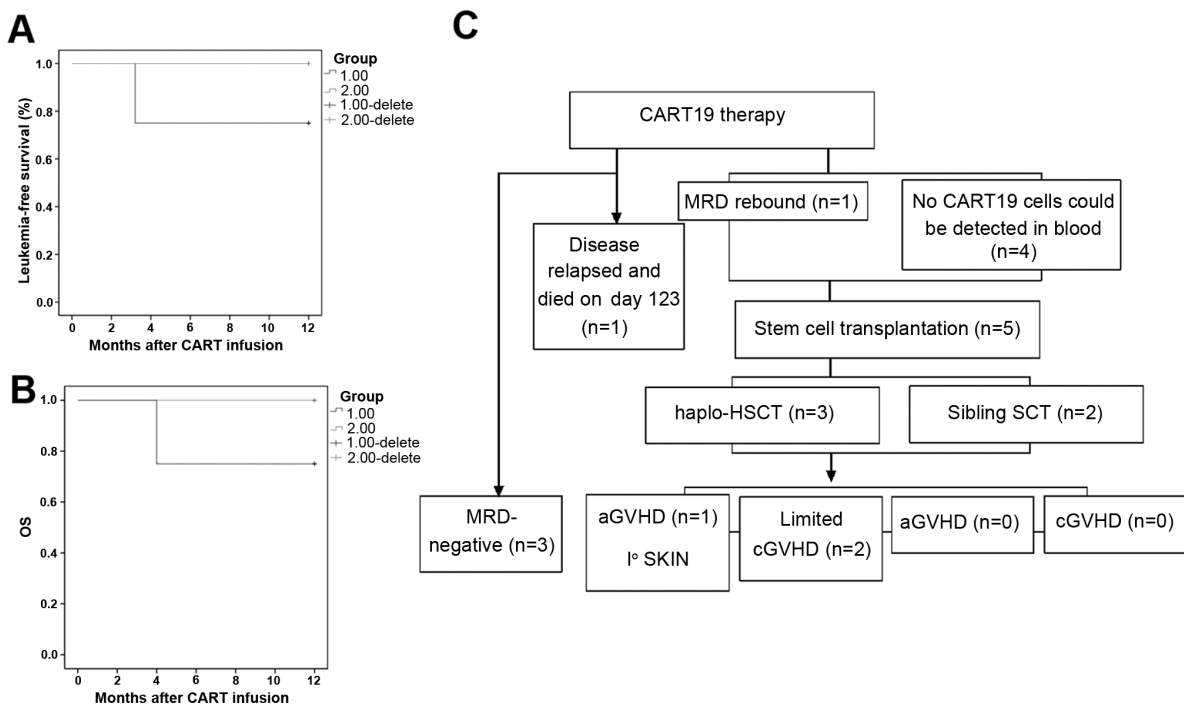 A
1.0
0.8
0.6
0.4
0.2
0.0
Leukemia-free survival (%)
0 2 4 6 8 10 12
Months after CART infusion
Group
1.00
2.00
1.00-delete
2.00-delete
B
1.0
0.8
0.6
0.4
0.2
0.0
OS
0 2 4 6 8 10 12
Months after CART infusion
Group
1.00
2.00
1.00-delete
2.00-delete
C
CART19 therapy
MRD rebound (n=1)
No CART19 cells could
be detected in blood
(n=4)
Disease
relapsed and
died on day 123
(n=1)
Stem cell transplantation (n=5)
haplo-HSCT (n=3)
Sibling SCT (n=2)
MRD-
negative (n=3)
aGVHD (n=1)
I° SKIN
Limited
cGVHD (n=2)
aGVHD (n=0)
cGVHD (n=0)